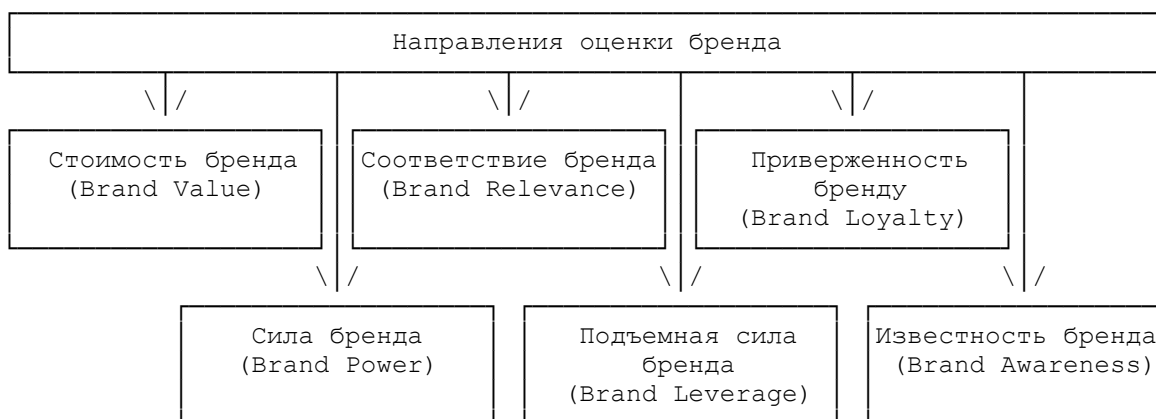 Направления оценки бренда
Стоимость бренда
(Brand Value)
Соответствие бренда
(Brand Relevance)
Приверженность
бренду
(Brand Loyalty)
Сила бренда
(Brand Power)
Подъемная сила
бренда
(Brand Leverage)
Известность бренда
(Brand Awareness)